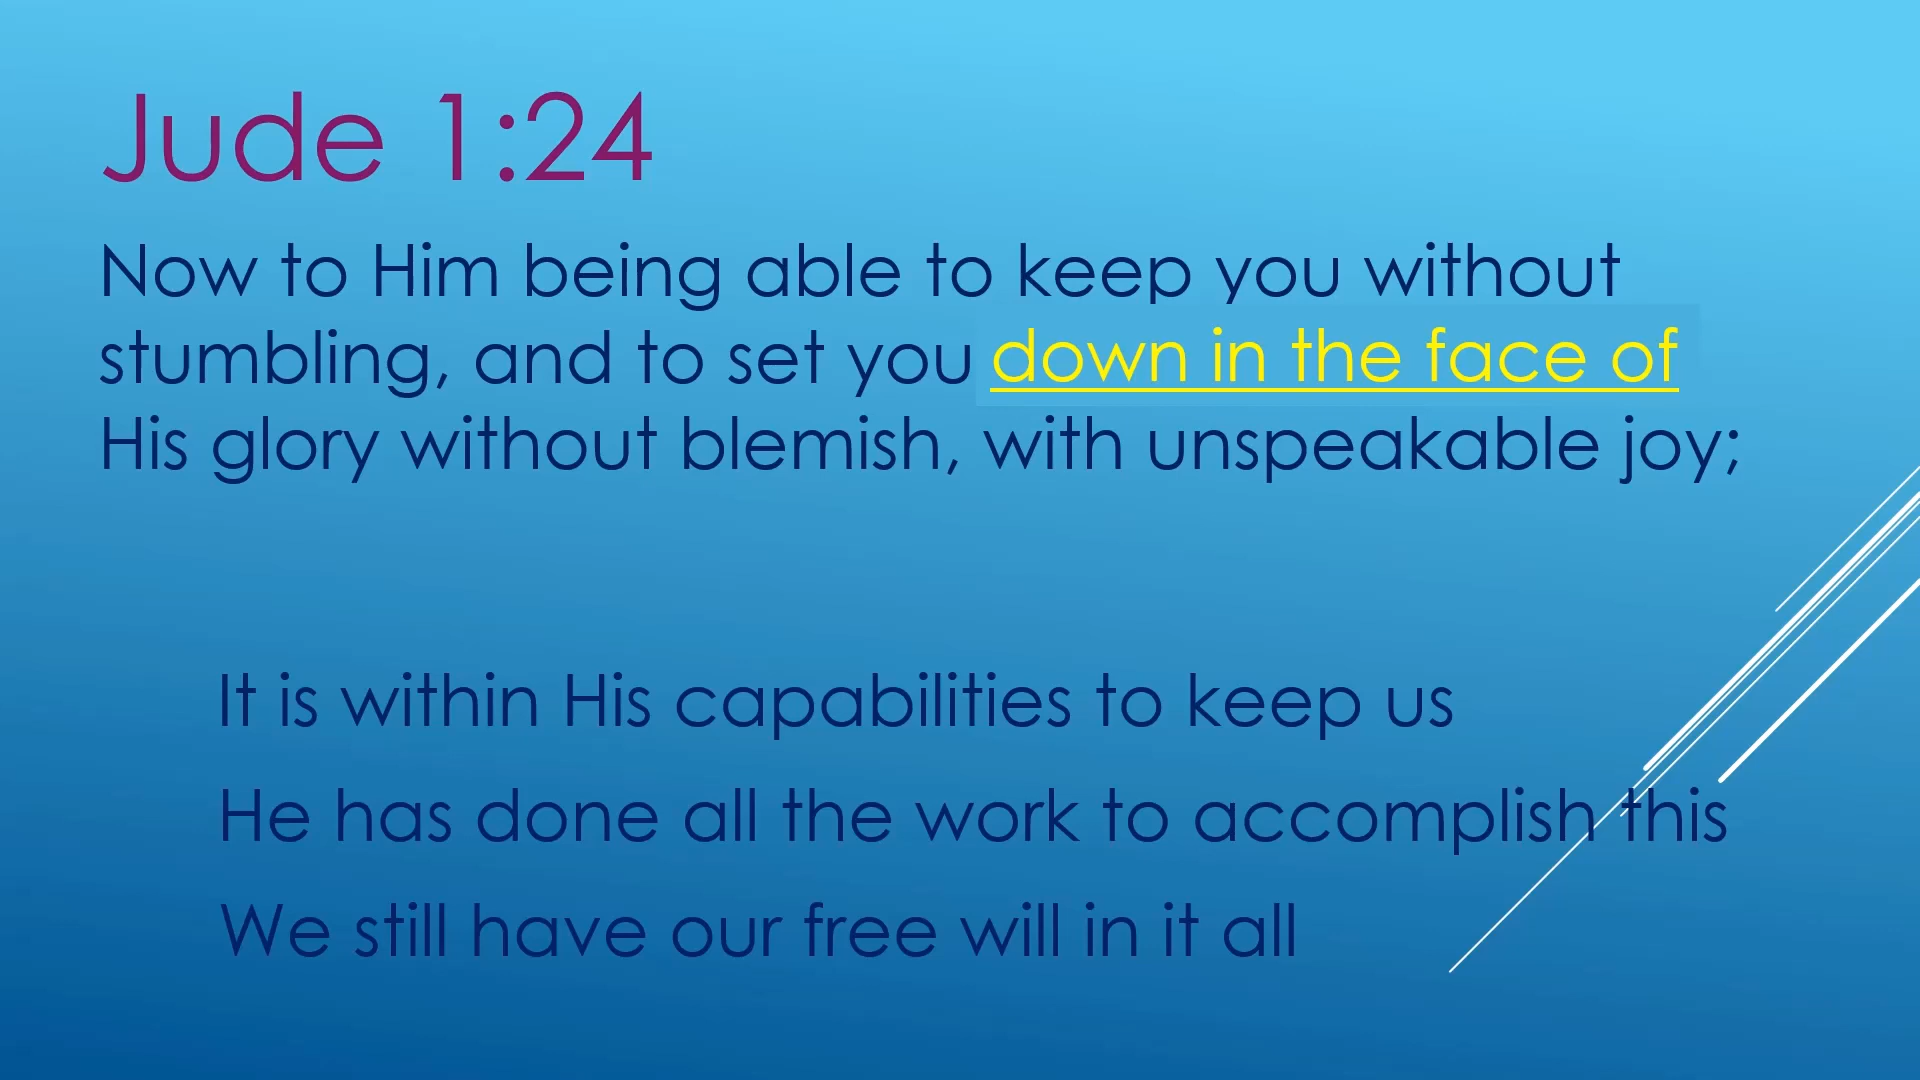 Jude 1:24
Now to Him being able to keep you without
stumbling, and to set you down in the face of
His glory without blemish, with unspeakable joy;
It is within His capabilities to keep us
He has done all the work to accomplish this
We still have our free will in it all